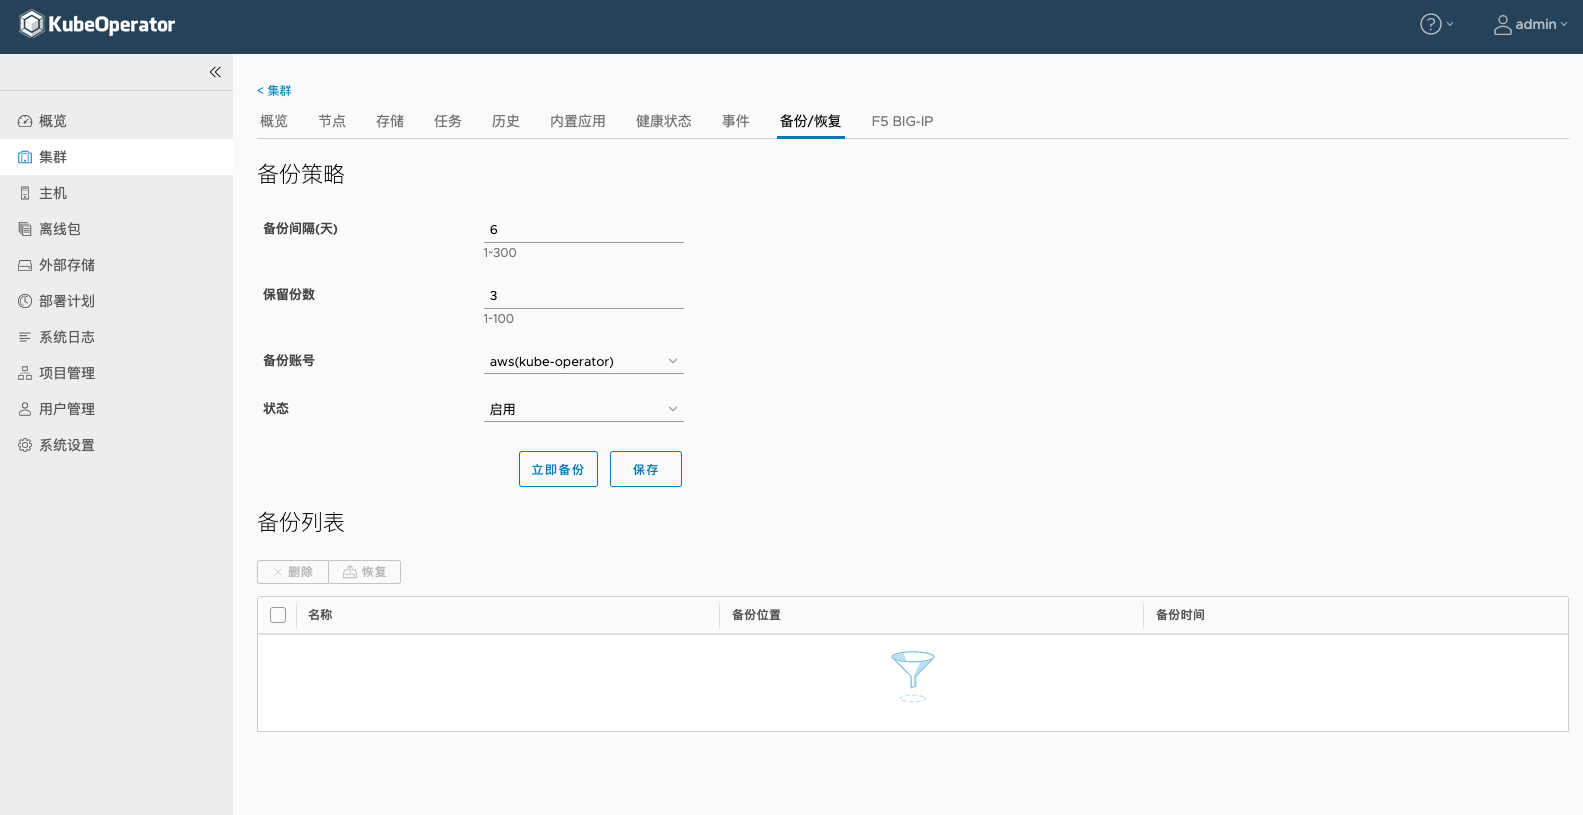 KubeOperator
admin
< 集群
概览 节点 存储 任务 历史 内置应用 健康状态 事件 备份/恢复 F5 BIG-IP
概览
集群
主机
离线包
外部存储
部署计划
系统日志
项目管理
用户管理
系统设置
备份策略
备份间隔(天) 6
1~300
保留份数 3
1~100
备份账号 aws(kube-operator)
状态 启用
立即备份 保存
备份列表
删除 恢复
名称 备份位置 备份时间